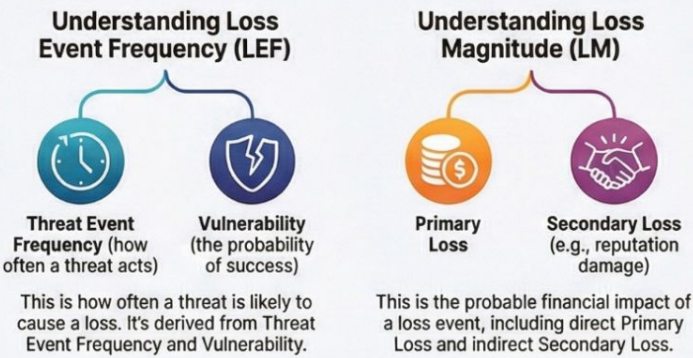 Understanding Loss
Event Frequency (LEF)
Threat Event
Frequency (how
often a threat acts)
Vulnerability
(the probability
of success)
This is how often a threat is likely to
cause a loss. It's derived from Threat
Event Frequency and Vulnerability.
Understanding Loss
Magnitude (LM)
$
Primary
Loss
Secondary Loss
(e.g., reputation
damage)
This is the probable financial impact of
a loss event, including direct Primary
Loss and indirect Secondary Loss.